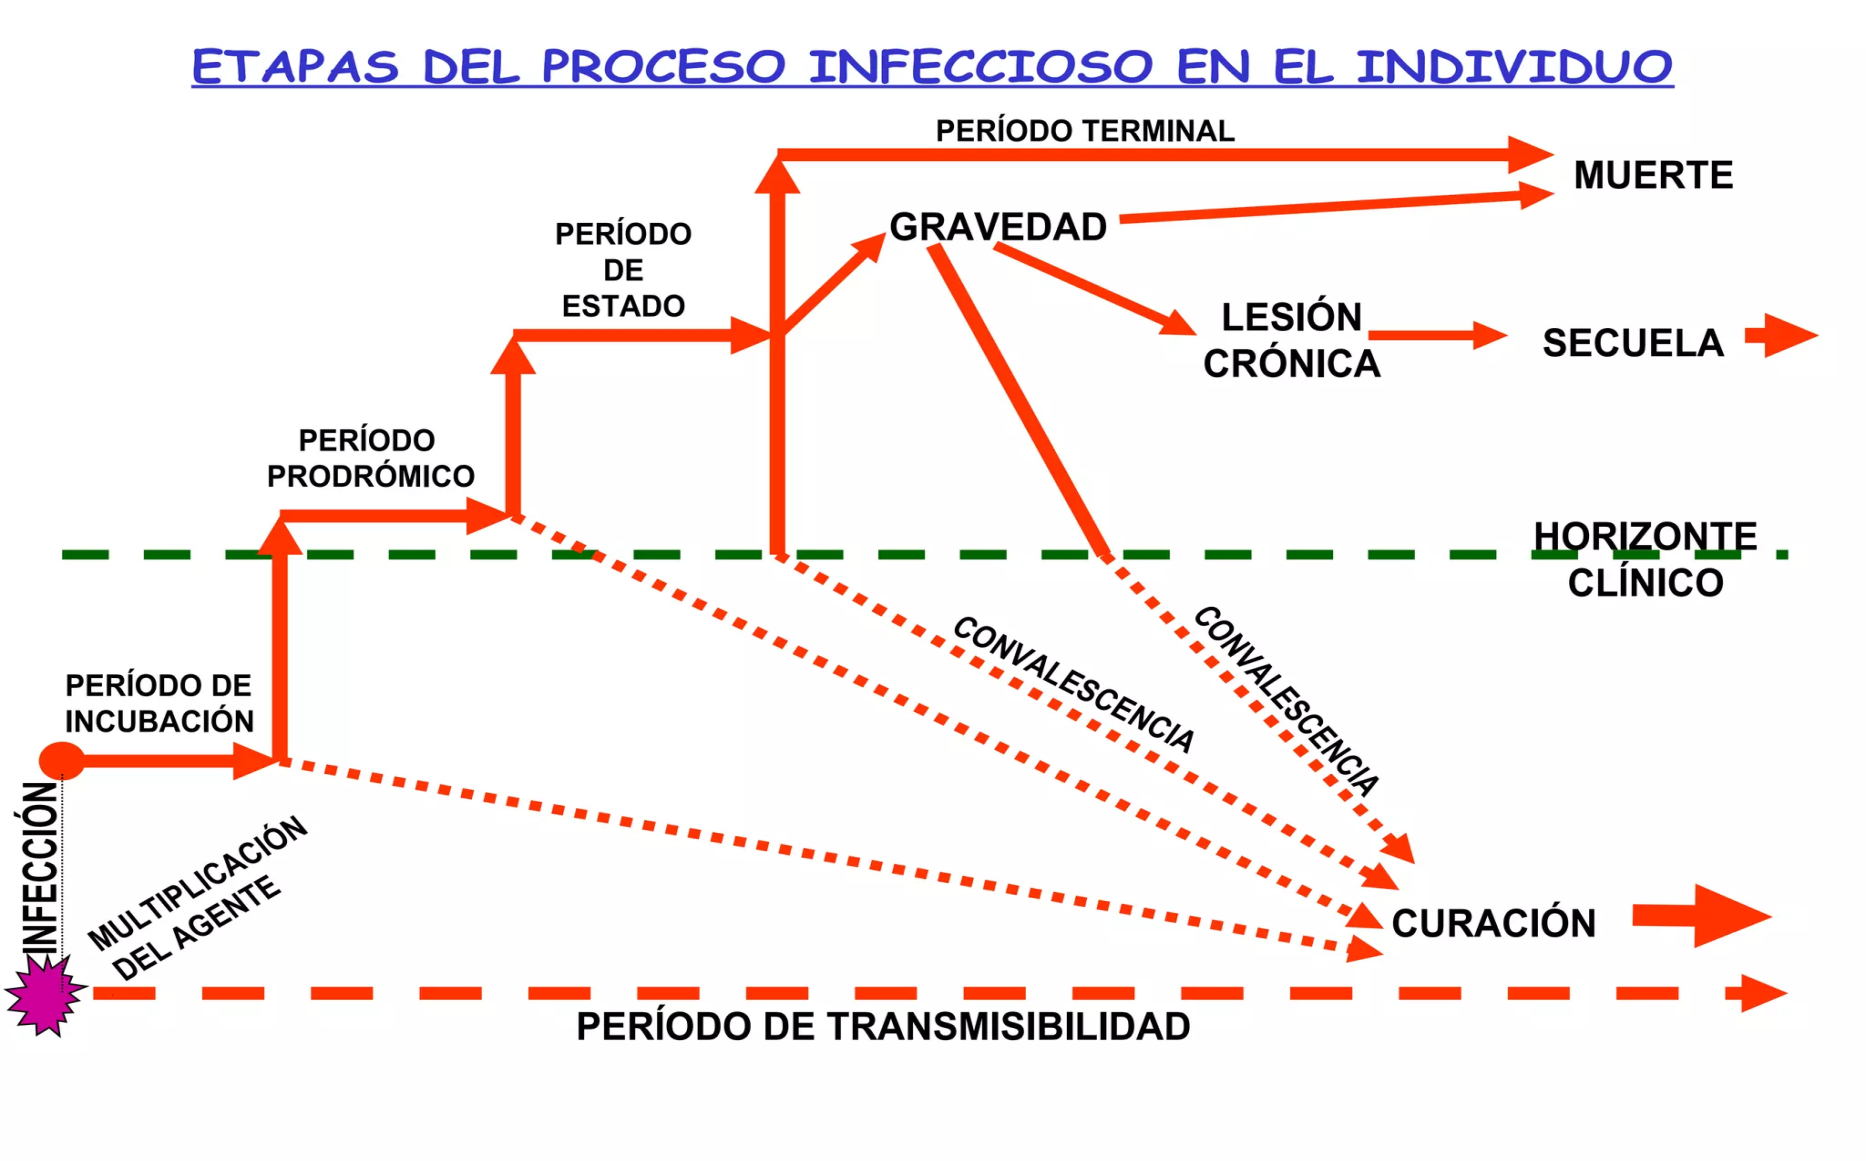 ETAPAS DEL PROCESO INFECCIOSO EN EL INDIVIDUO
PERÍODO TERMINAL
MUERTE
GRAVEDAD
PERÍODO
DE
ESTADO
LESIÓN
CRÓNICA
SECUELA
PERÍODO
PRODRÓMICO
HORIZONTE
CLÍNICO
CONVALESCENCIA
CONVALESCENCIA
PERÍODO DE
INCUBACIÓN
INFECCIÓN
MULTIPLICACIÓN
DEL AGENTE
CURACIÓN
PERÍODO DE TRANSMISIBILIDAD